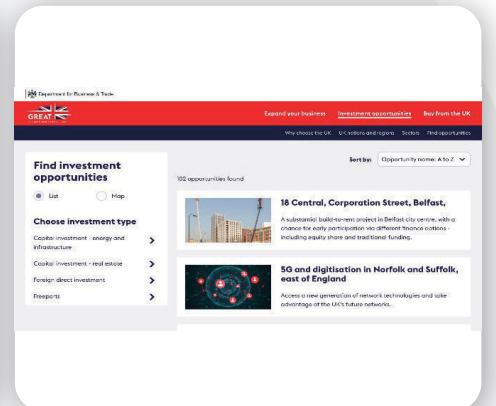 Department for Business & Trade
GREAT
Expand your business Investment opportunities Buy from the UK
Why choose the UK UK nations and regions Sectors Find opportunities
Find investment
opportunities
List Map
Choose investment type
Capital investment - energy and
infrastructure
Capital investment - real estate
Foreign direct investment
Freeports
Sort by: Opportunity name: A to Z
102 opportunities found
18 Central, Corporation Street, Belfast,
A substantial build-to-rent project in Belfast city centre, with a
chance for early participation via different finance options -
including equity share and traditional funding.
5G and digitisation in Norfolk and Suffolk,
east of England
Access a new generation of network technologies and take
advantage of the UK's future networks.